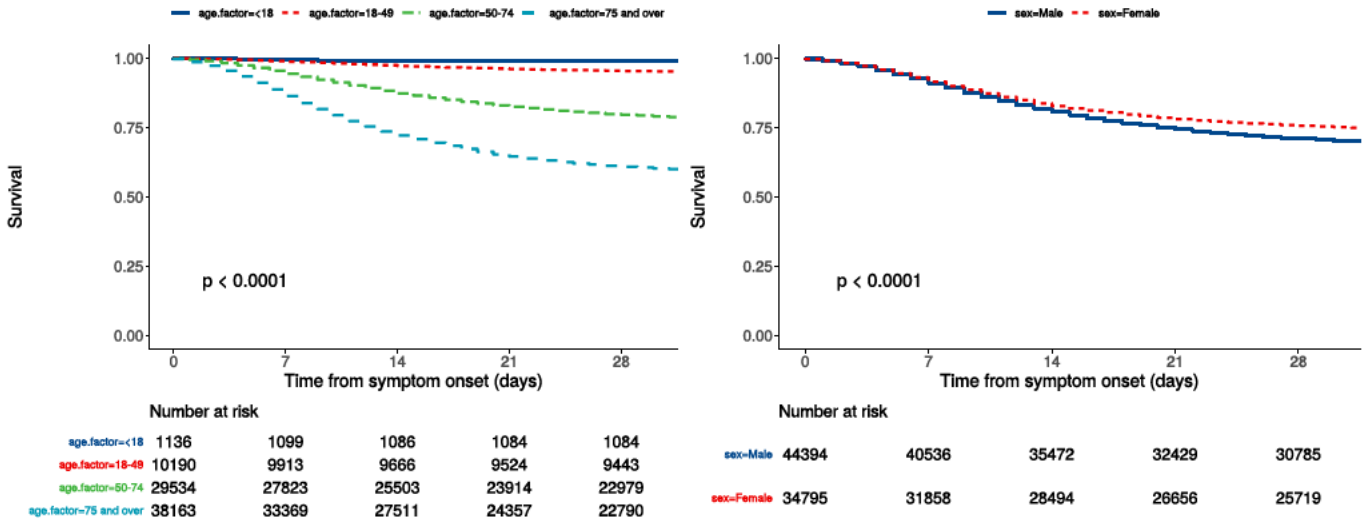 age.factor=<18 age.factor=18-49 age.factor=50-74 age.factor=75 and over
1.00
0.75
0.50
0.25
0.00
Survival
p < 0.0001
0 7 14 21 28
Time from symptom onset (days)
Number at risk
age.factor=<18 1136 1099 1086 1084 1084
age.factor=18-49 10190 9913 9666 9524 9443
age.factor=50-74 29534 27823 25503 23914 22979
age.factor=75 and over 38163 33369 27511 24357 22790
sex=Male sex=Female
1.00
0.75
0.50
0.25
0.00
Survival
p < 0.0001
0 7 14 21 28
Time from symptom onset (days)
Number at risk
sex=Male 44394 40536 35472 32429 30785
sex=Female 34795 31858 28494 26656 25719